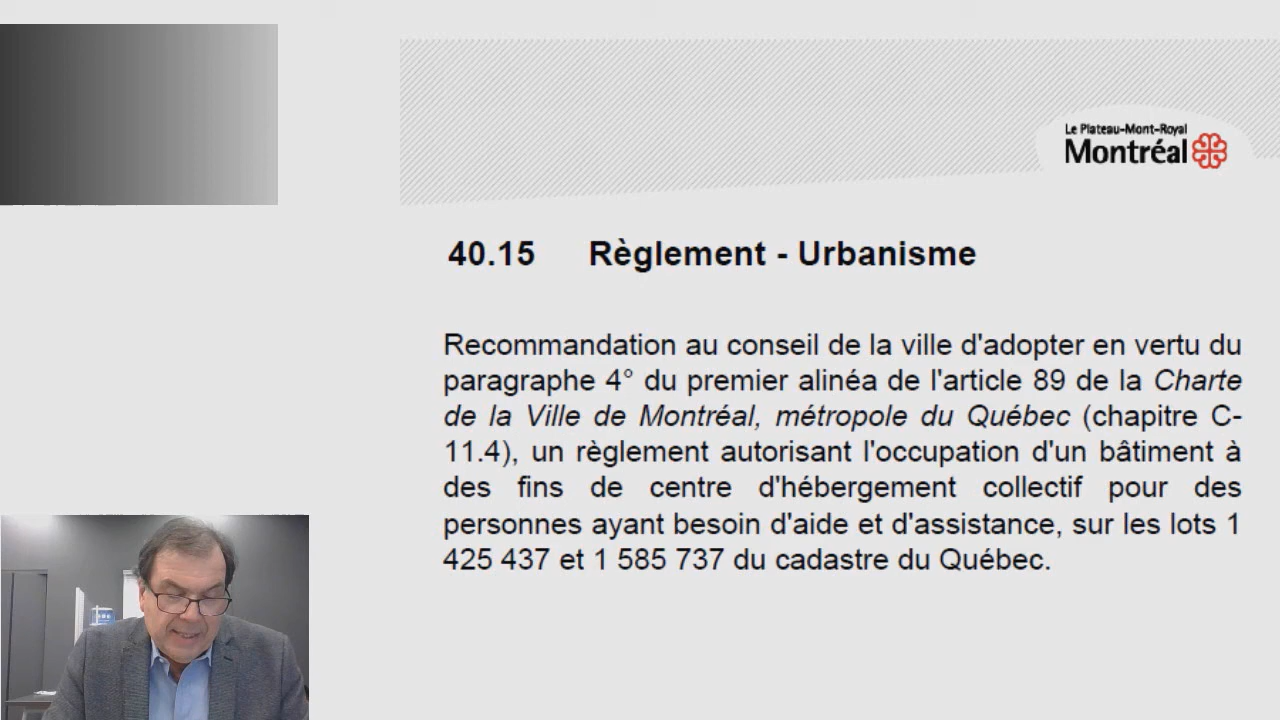 Le Plateau-Mont-Royal
Montréal
40.15 Règlement - Urbanisme
Recommandation au conseil de la ville d'adopter en vertu du
paragraphe 4° du premier alinéa de l'article 89 de la Charte
de la Ville de Montréal, métropole du Québec (chapitre C-
11.4), un règlement autorisant l'occupation d'un bâtiment à
des fins de centre d'hébergement collectif pour des
personnes ayant besoin d'aide et d'assistance, sur les lots 1
425 437 et 1 585 737 du cadastre du Québec.